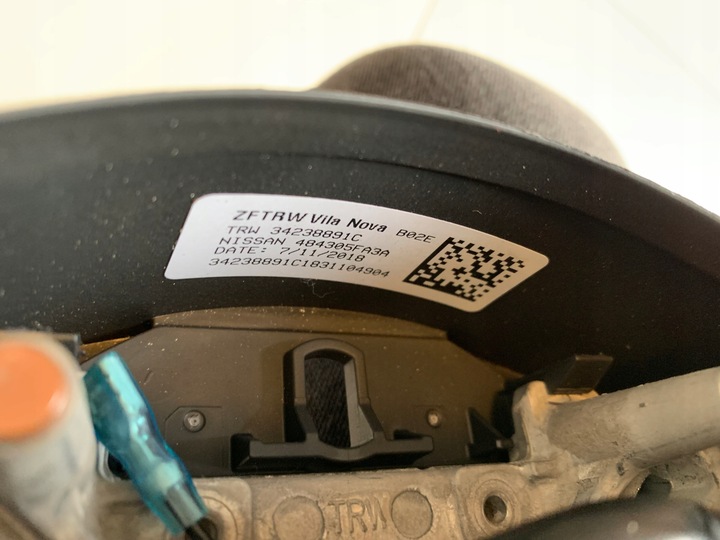 ZFTRW Vila Nova B02E
TRW 34238891C
NISSAN 484305FA3A
DATE: 7/11/2018
34238891C1831104904
TRW